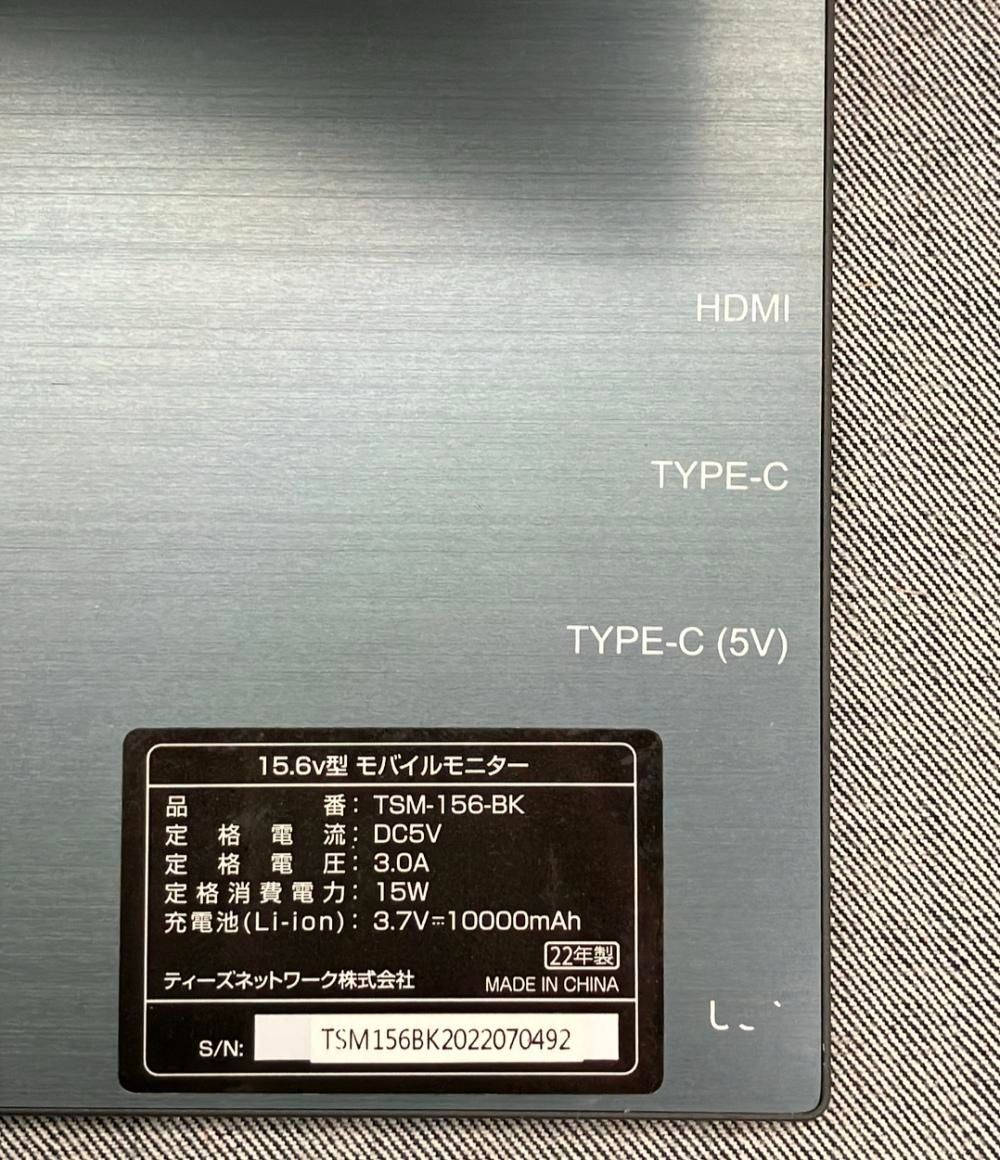 HDMI
TYPE-C
TYPE-C (5V)
15.6v型 モバイルモニター
品番: TSM-156-BK
定格電流: DC5V
定格電圧: 3.0A
定格消費電力: 15W
充電池(Li-ion): 3.7V⎓10000mAh
22年製
ティーズネットワーク株式会社 MADE IN CHINA
S/N: TSM156BK2022070492